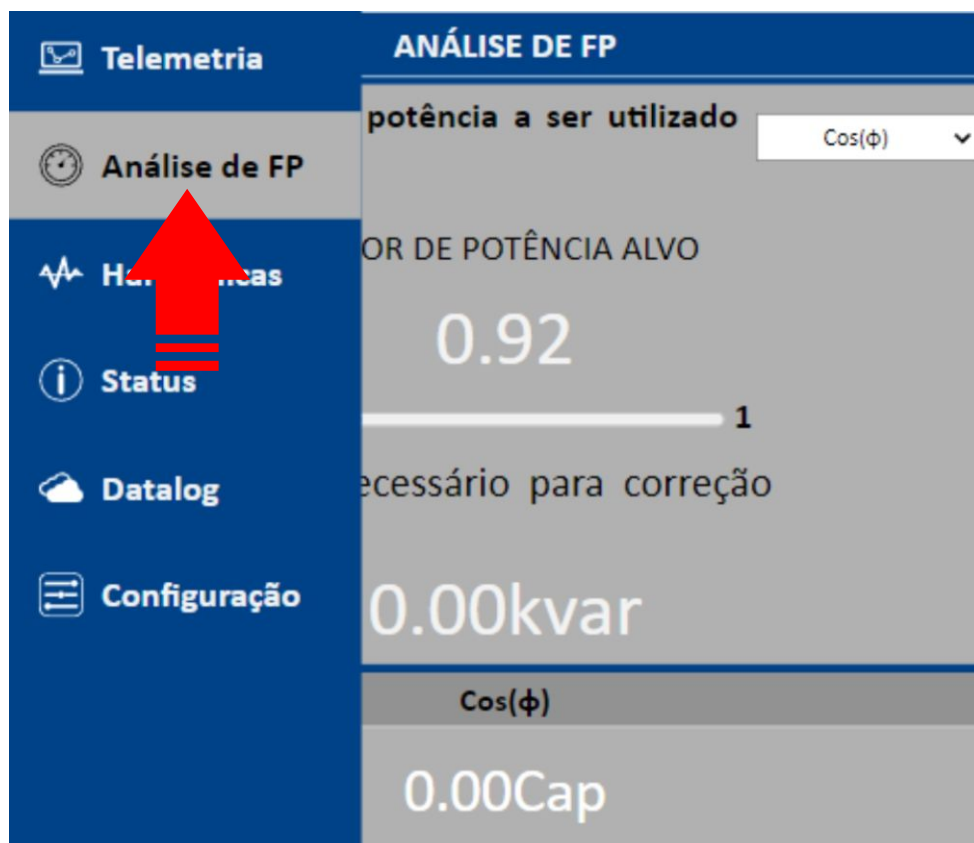 Telemetria
Análise de FP
Status
Datalog
Configuração
ANÁLISE DE FP
potência a ser utilizado
Cos(φ)
OR DE POTÊNCIA ALVO
0.92
1
ecessário para correção
0.00kvar
Cos(φ)
0.00Cap